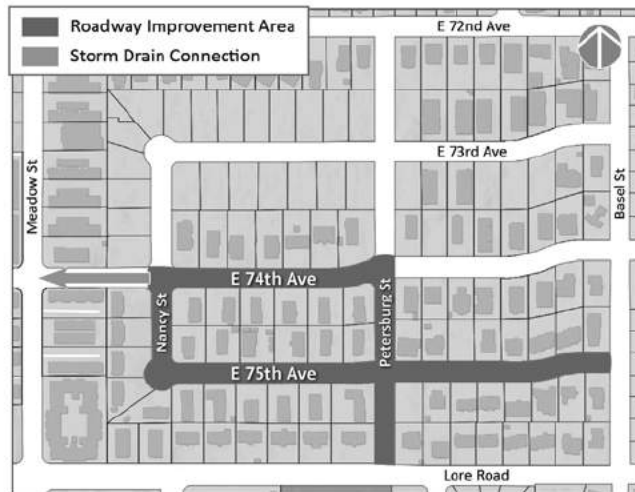 Roadway Improvement Area
Storm Drain Connection
E 72nd Ave
E 73rd Ave
Meadow St
Basel St
E 74th Ave
Nancy St
Petersburg St
E 75th Ave
Lore Road